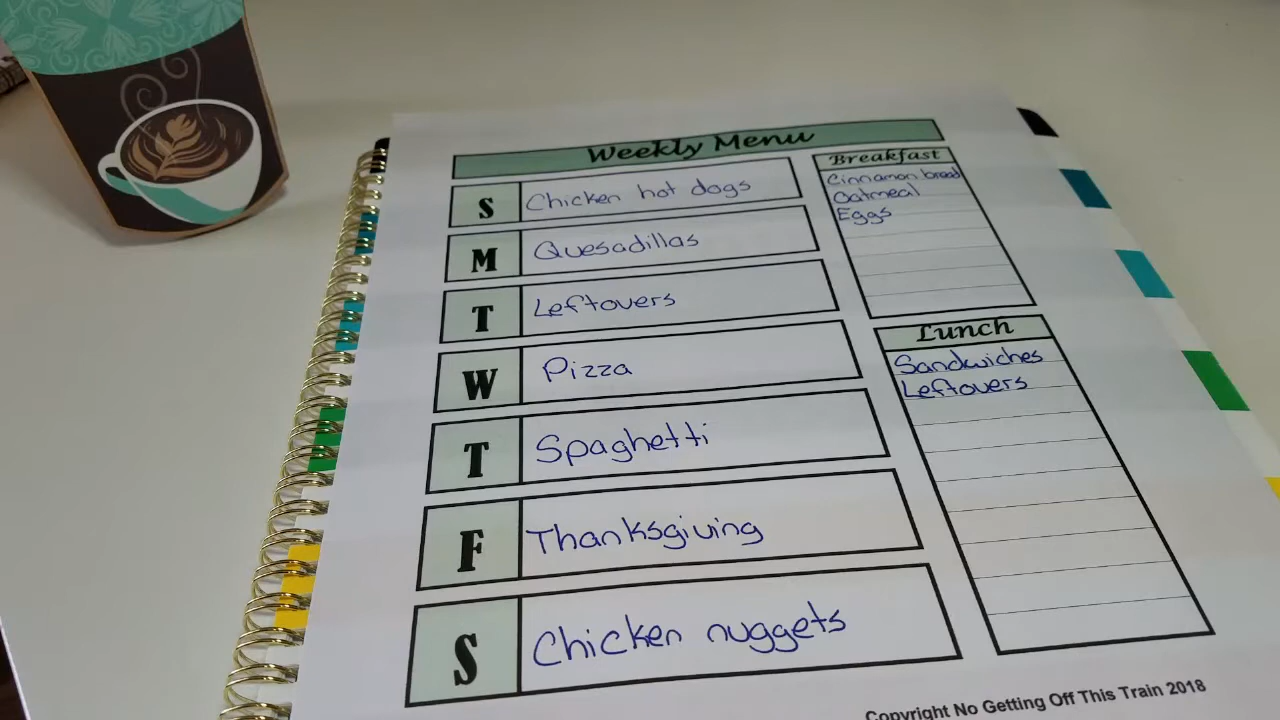 Weekly Menu
S Chicken hot dogs
M Quesadillas
T Leftovers
W Pizza
T Spaghetti
F Thanksgiving
S Chicken nuggets
Breakfast
Cinnamon bread
Oatmeal
Eggs
Lunch
Sandwiches
Leftovers
Copyright No Getting Off This Train 2018